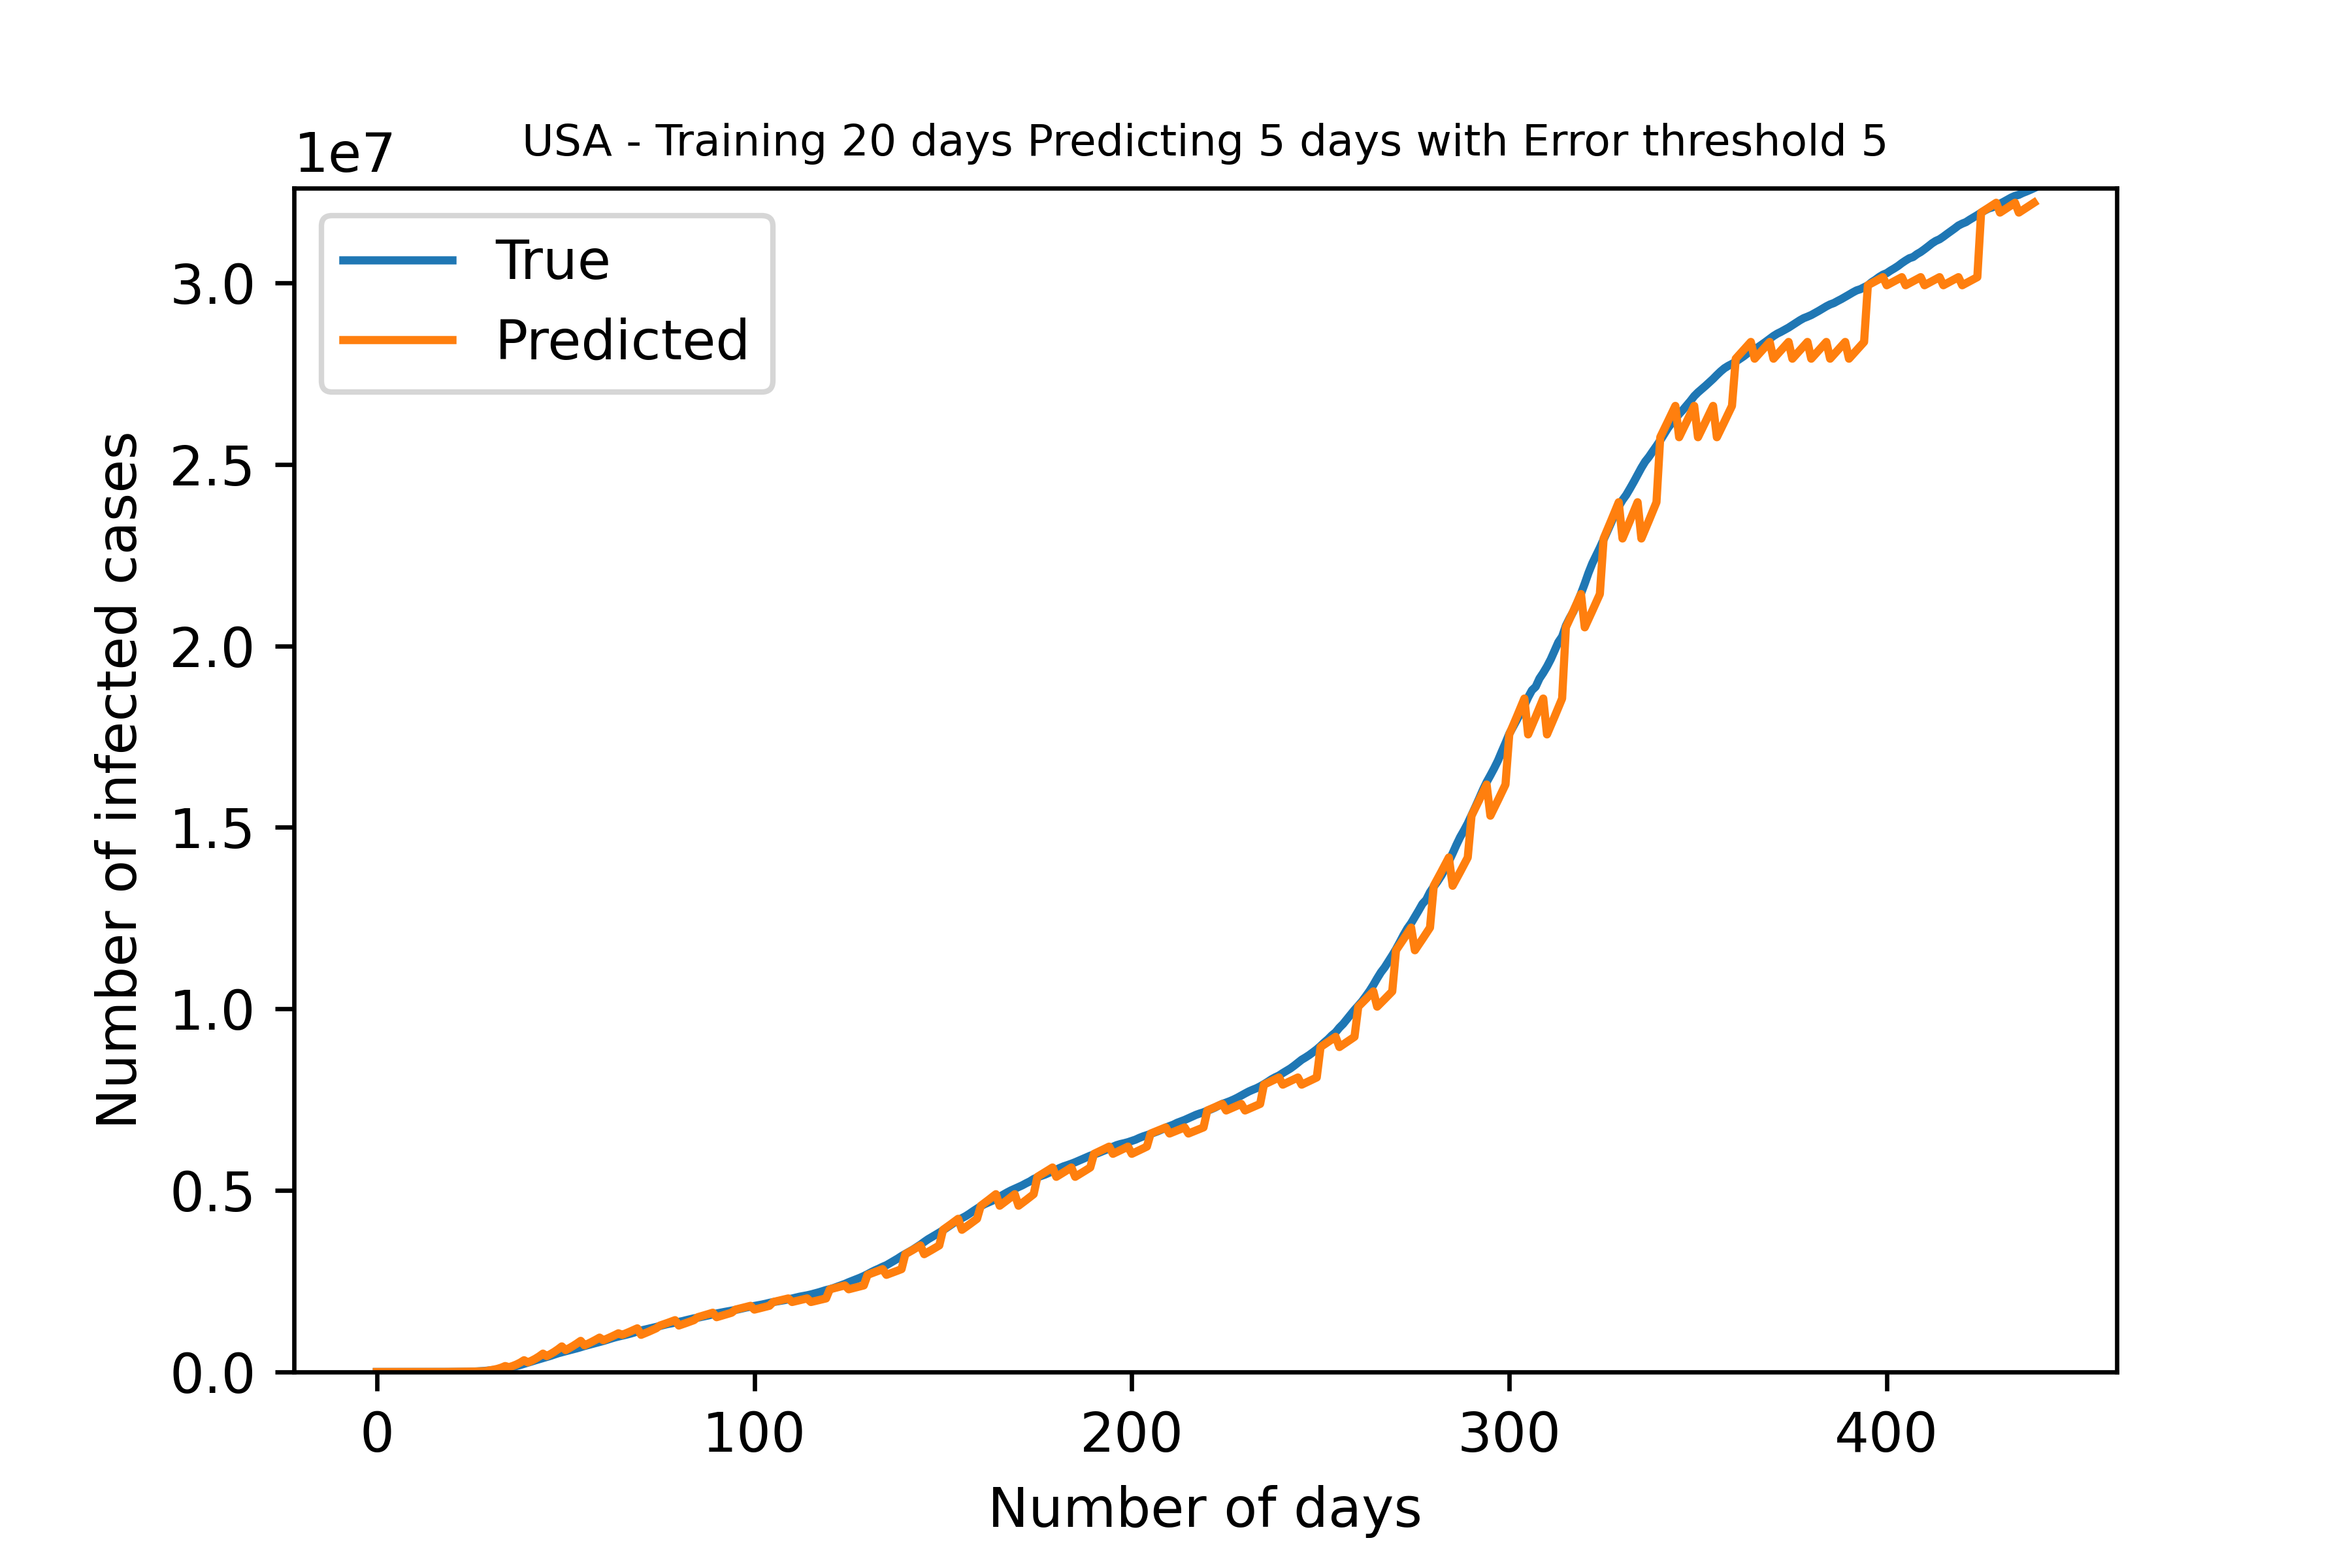 USA - Training 20 days Predicting 5 days with Error threshold 5
1e7
True
Predicted
3.0
2.5
2.0
1.5
1.0
0.5
0.0
Number of infected cases
0 100 200 300 400
Number of days